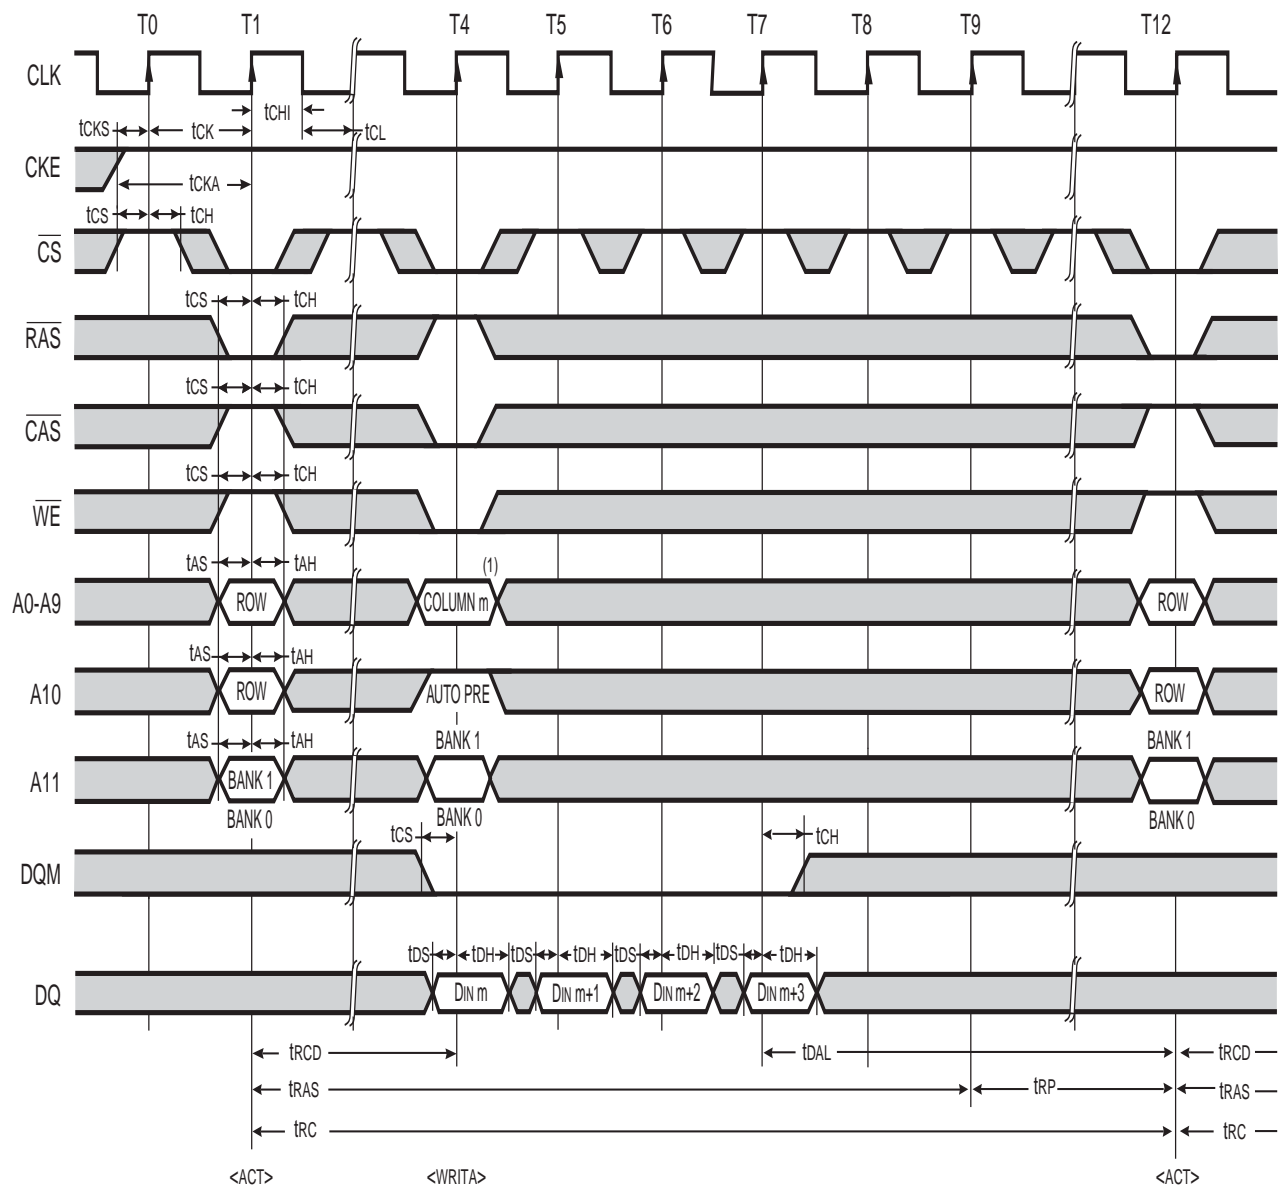 T0 T1 T4 T5 T6 T7 T8 T9 T12
CLK
tCHI
tCKS tCK tCL
CKE
tCKA
tCS tCH
CS
tCS tCH
RAS
tCS tCH
CAS
tCS tCH
WE
tAS tAH (1)
A0-A9 ROW COLUMN m ROW
tAS tAH
A10 ROW AUTO PRE ROW
tAS tAH BANK 1 BANK 1
A11 BANK 1
BANK 0 BANK 0 BANK 0
tCS tCH
DQM
tDS tDH tDS tDH tDS tDH tDS tDH
DQ DIN m DIN m+1 DIN m+2 DIN m+3
tRCD tDAL tRCD
tRAS tRP tRAS
tRC tRC
<ACT> <WRITA> <ACT>